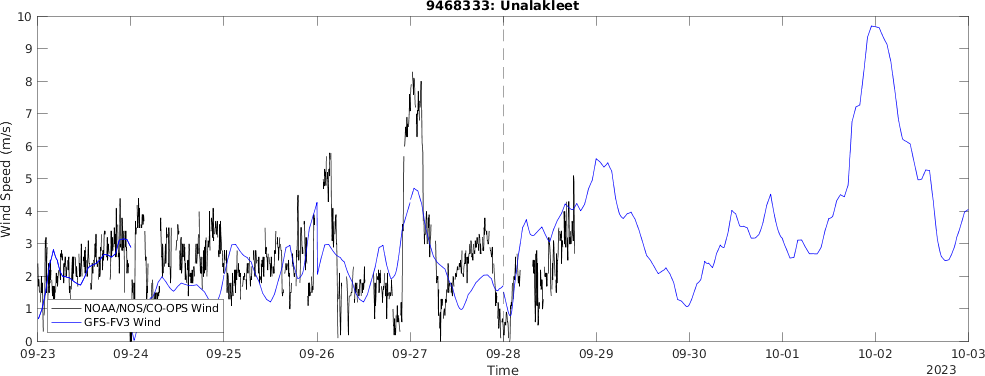 9468333: Unalakleet
Wind Speed (m/s)
10
9
8
7
6
5
4
3
2
1
0
NOAA/NOS/CO-OPS Wind
GFS-FV3 Wind
09-23 09-24 09-25 09-26 09-27 09-28 09-29 09-30 10-01 10-02 10-03
Time
2023